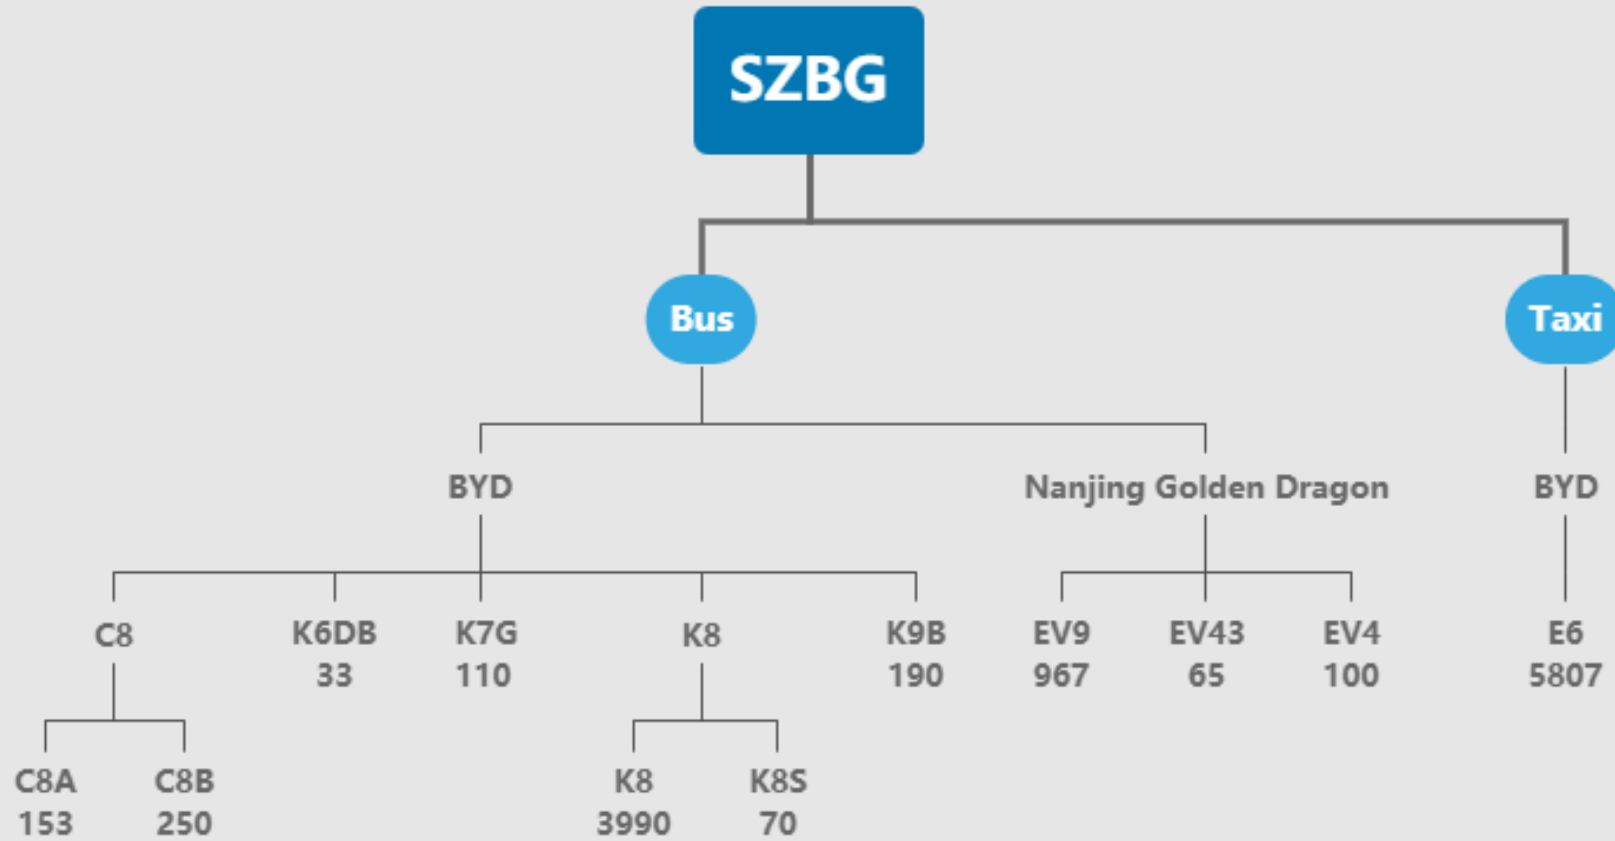 SZBG
Bus
Taxi
BYD
Nanjing Golden Dragon
BYD
C8
K6DB
33
K7G
110
K8
K9B
190
EV9
967
EV43
65
EV4
100
E6
5807
C8A
153
C8B
250
K8
3990
K8S
70